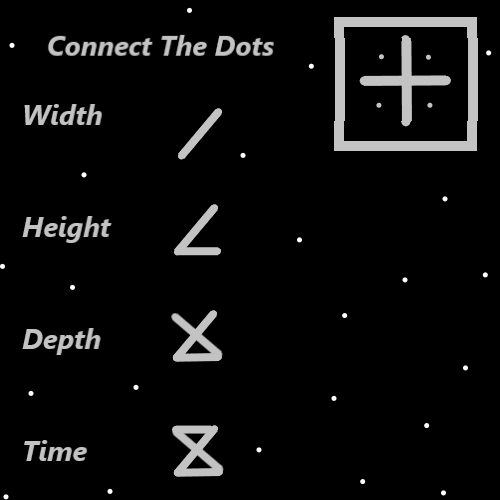 Connect The Dots
Width
Height
Depth
Time